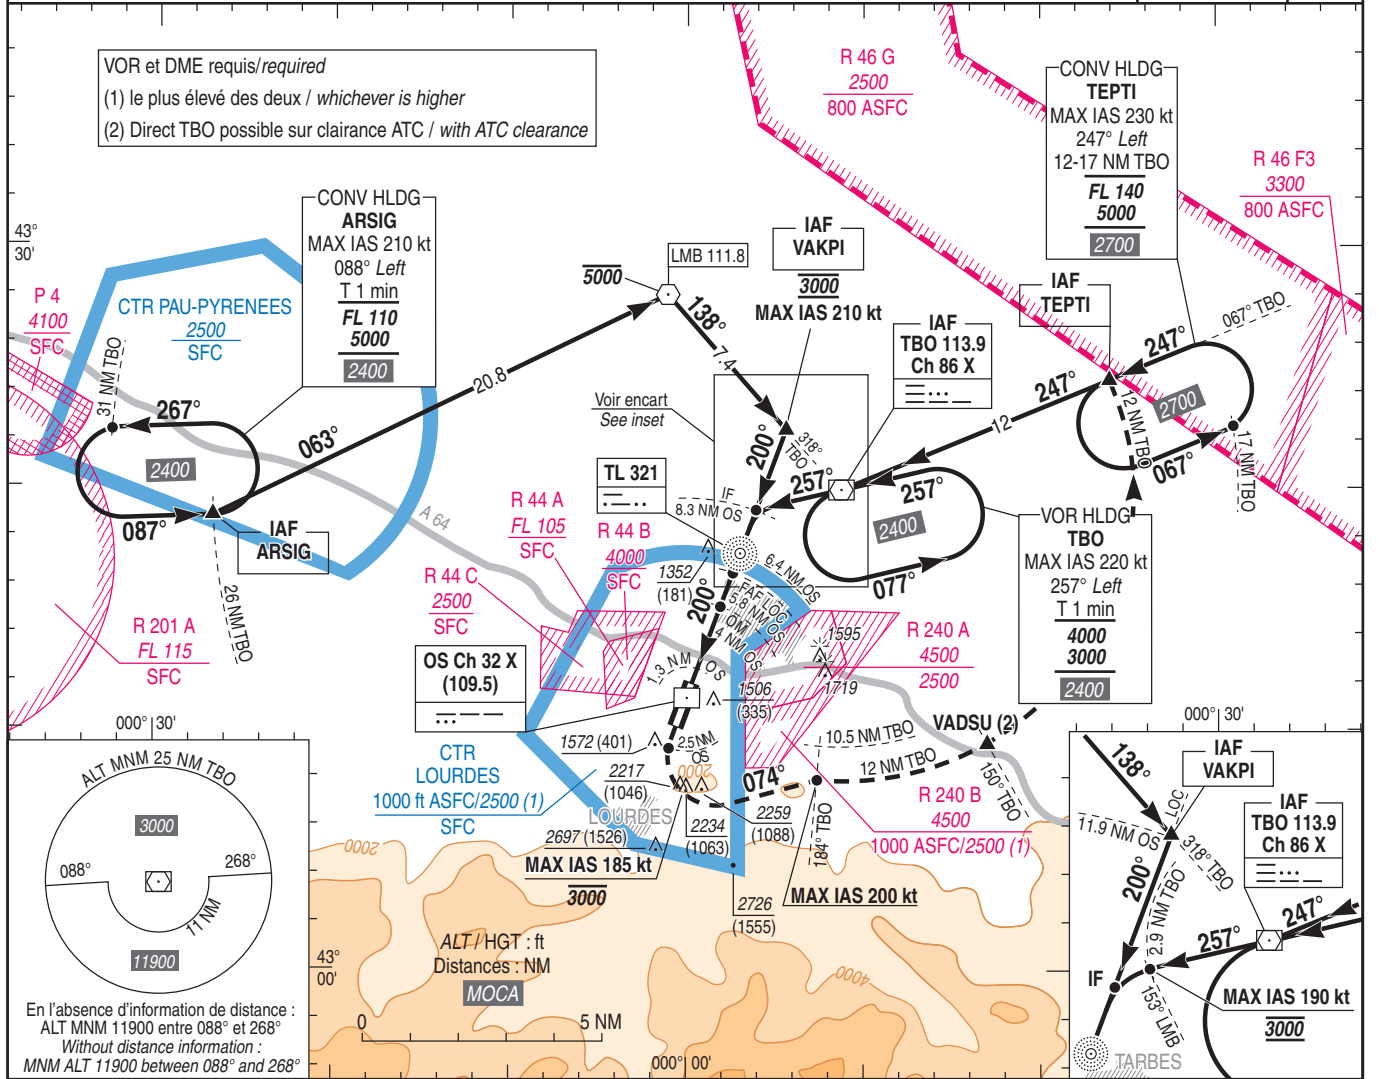 VOR et DME requis/required
(1) le plus élevé des deux / whichever is higher
(2) Direct TBO possible sur clairance ATC / with ATC clearance
R 46 G
2500
800 ASFC
CONV HLDG
TEPTI
MAX IAS 230 kt
247° Left
12-17 NM TBO
FL 140
5000
2700
R 46 F3
3300
800 ASFC
CONV HLDG
ARSIG
MAX IAS 210 kt
088° Left
T 1 min
FL 110
5000
2400
43°
30'
P 4
4100
SFC
CTR PAU-PYRENEES
2500
SFC
31 NM TBO
267°
2400
087°
IAF
ARSIG
26 NM TBO
063°
20.8
A 64
R 201 A
FL 115
SFC
5000
LMB 111.8
138°
7.4
IAF
VAKPI
3000
MAX IAS 210 kt
IAF
TBO 113.9
Ch 86 X
IAF
TEPTI
067° TBO
247°
2700
12 NM TBO
067°
17 NM TBO
247°
12
Voir encart
See inset
200°
318°
TBO
257°
257°
2400
077°
TL 321
IF
8.3 NM OS
VOR HLDG
TBO
MAX IAS 220 kt
257° Left
T 1 min
4000
3000
2400
R 44 A
FL 105
SFC
R 44 B
4000
SFC
R 44 C
2500
SFC
1352
(181)
200°
6.4 NM OS
FAF LOC
5.8 NM OS
OM
4 NM OS
1.3 NM
OS
1595
1719
R 240 A
4500
2500
OS Ch 32 X
(109.5)
1506
(335)
1572 (401)
2.5 NM
OS
2000
VADSU (2)
10.5 NM TBO
12 NM TBO
150° TBO
074°
184° TBO
CTR
LOURDES
1000 ft ASFC/2500 (1)
SFC
2217
(1046)
LOURDES
2697 (1526)
2234
(1063)
2259
(1088)
R 240 B
4500
1000 ASFC/2500 (1)
MAX IAS 185 kt
3000
MAX IAS 200 kt
2726
(1555)
2000
4000
000° 30'
ALT MNM 25 NM TBO
3000
088°
268°
11 NM
11900
En l'absence d'information de distance :
ALT MNM 11900 entre 088° et 268°
Without distance information :
MNM ALT 11900 between 088° and 268°
ALT / HGT : ft
Distances : NM
MOCA
43°
00'
0
5 NM
000° 00'
000° 30'
138°
IAF
VAKPI
LOC
11.9 NM OS
318° TBO
200°
2.9 NM TBO
IAF
TBO 113.9
Ch 86 X
247°
257°
IF
153° LMB
MAX IAS 190 kt
3000
TARBES